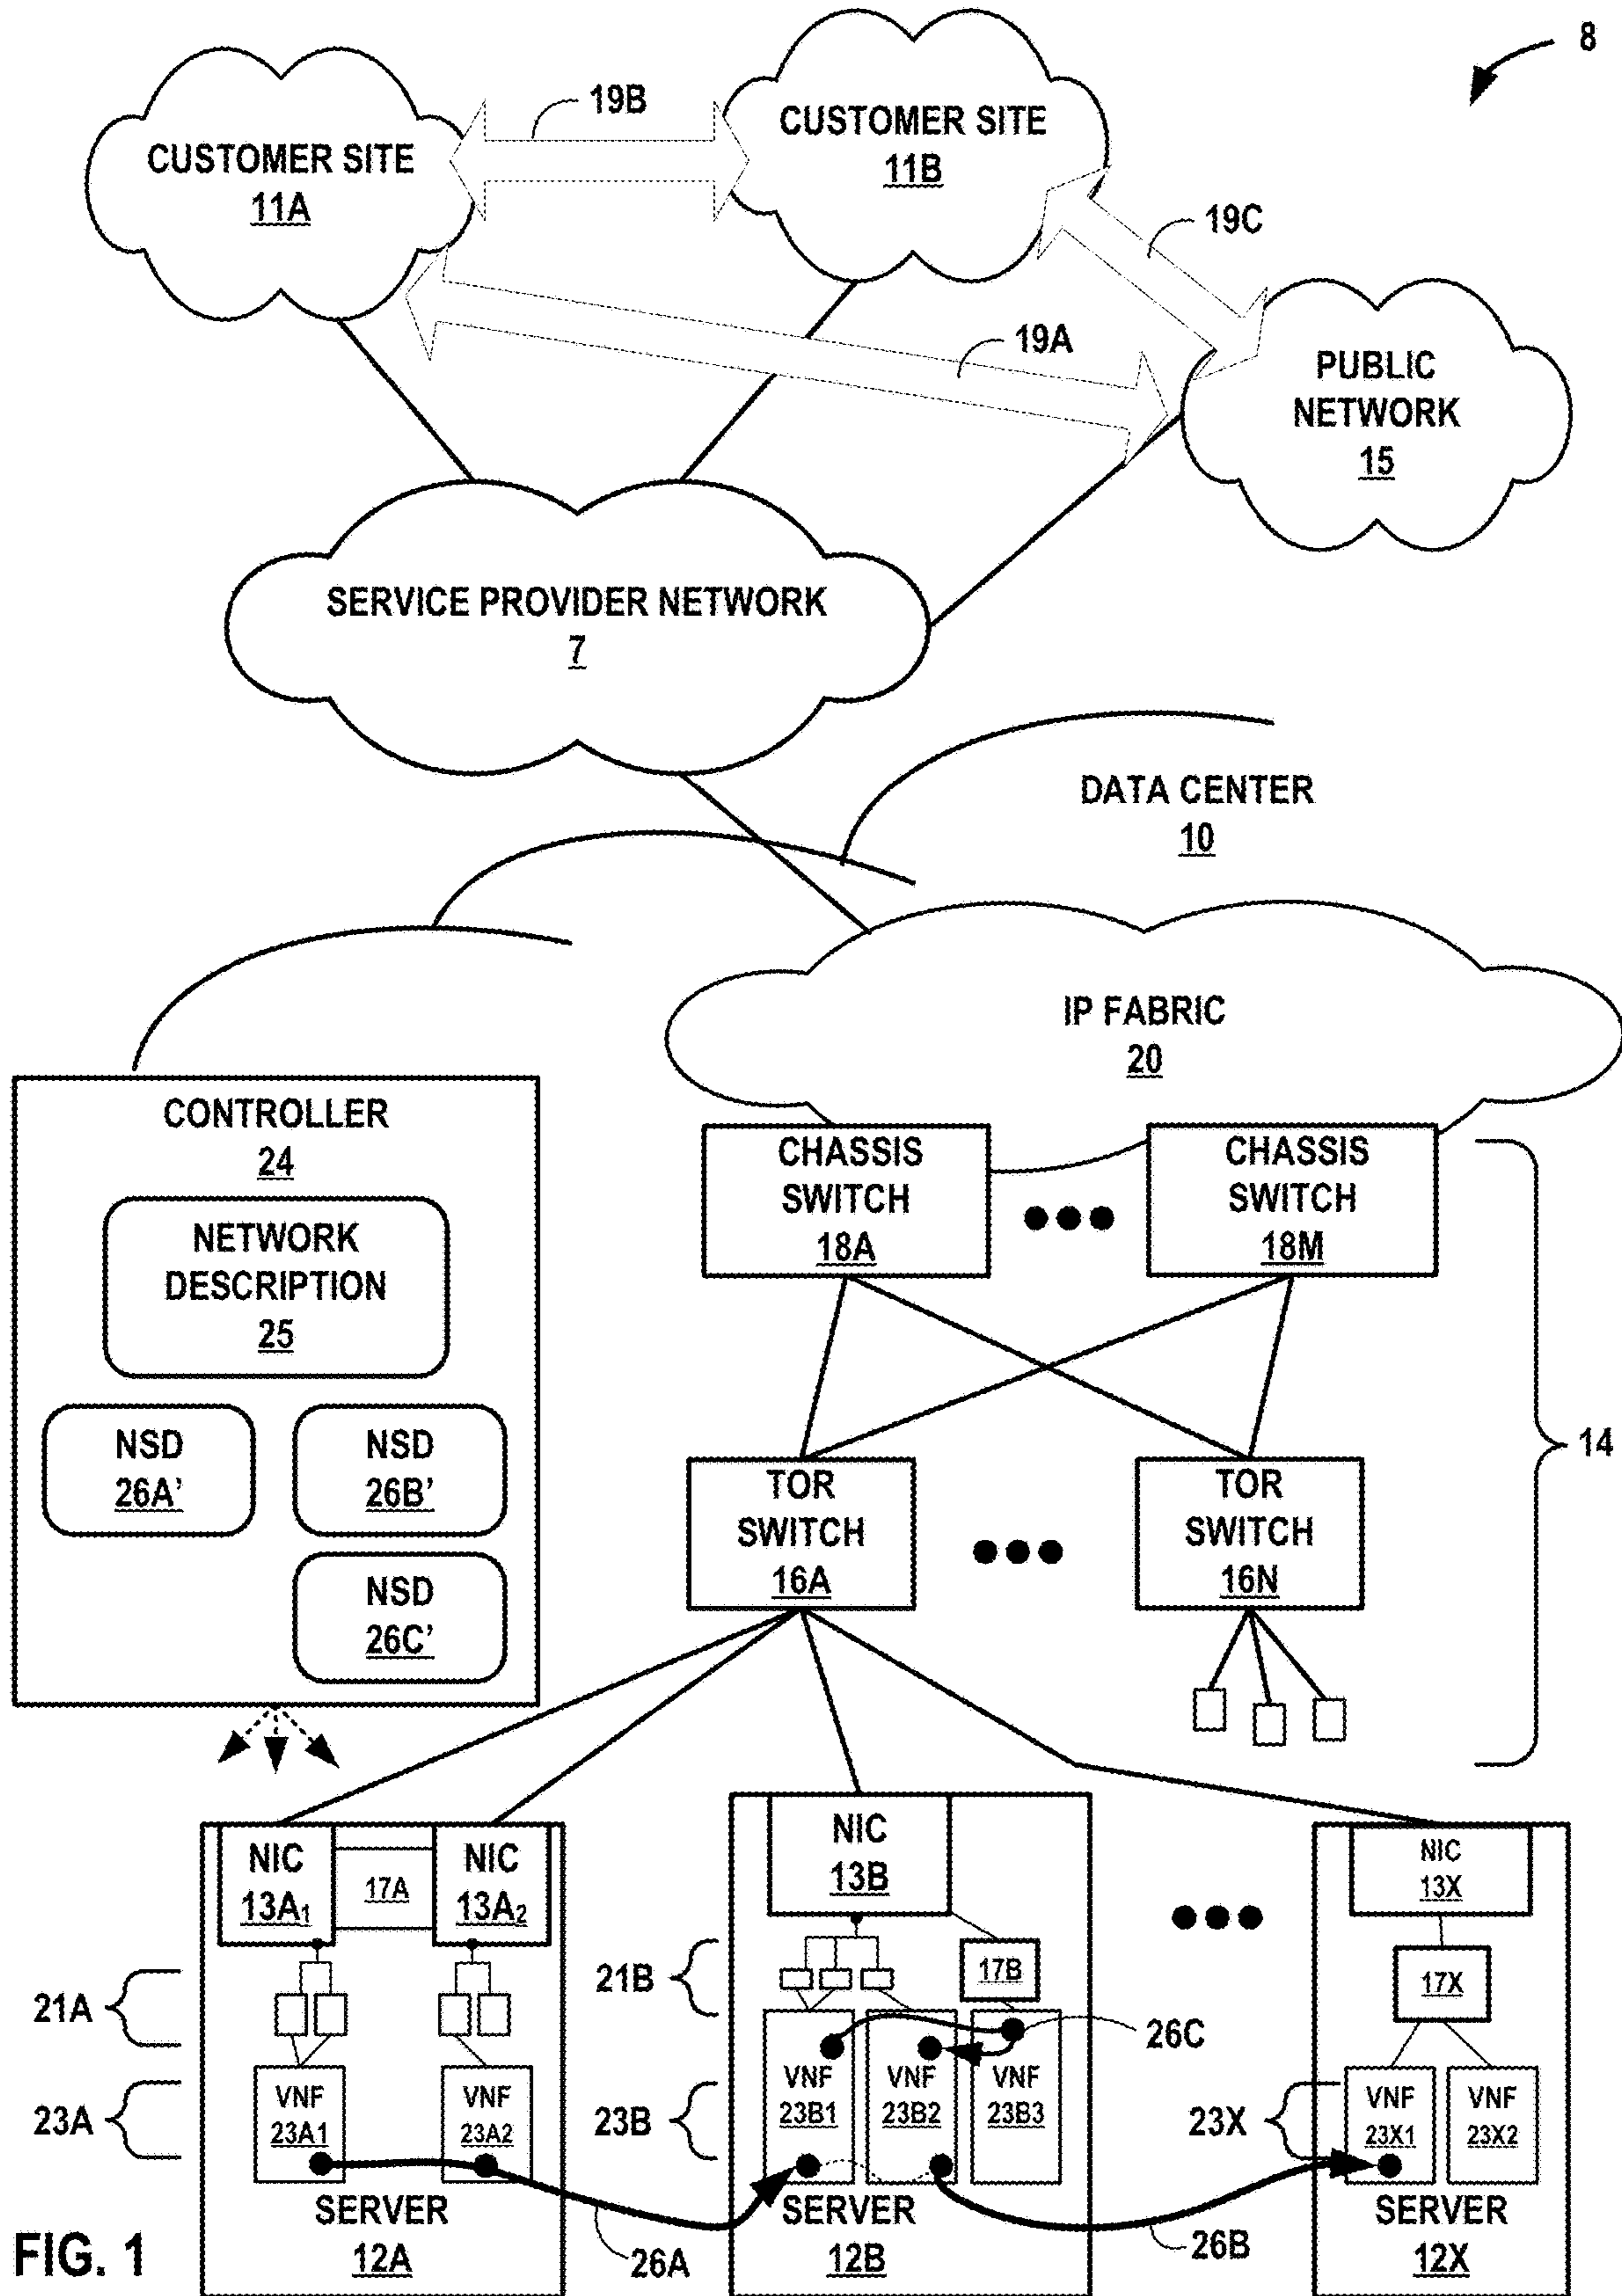 8
19B
CUSTOMER SITE
11A
CUSTOMER SITE
11B
19C
19A
PUBLIC
NETWORK
15
SERVICE PROVIDER NETWORK
7
DATA CENTER
10
IP FABRIC
20
CONTROLLER
24
NETWORK
DESCRIPTION
25
NSD
26A'
NSD
26B'
NSD
26C'
CHASSIS
SWITCH
18A
CHASSIS
SWITCH
18M
14
TOR
SWITCH
16A
TOR
SWITCH
16N
NIC
13A1
17A
NIC
13A2
NIC
13B
NIC
13X
21A
21B
17B
17X
26C
23A
VNF
23A1
VNF
23A2
23B
VNF
23B1
VNF
23B2
VNF
23B3
23X
VNF
23X1
VNF
23X2
SERVER
12A
26A
SERVER
12B
26B
SERVER
12X
FIG. 1